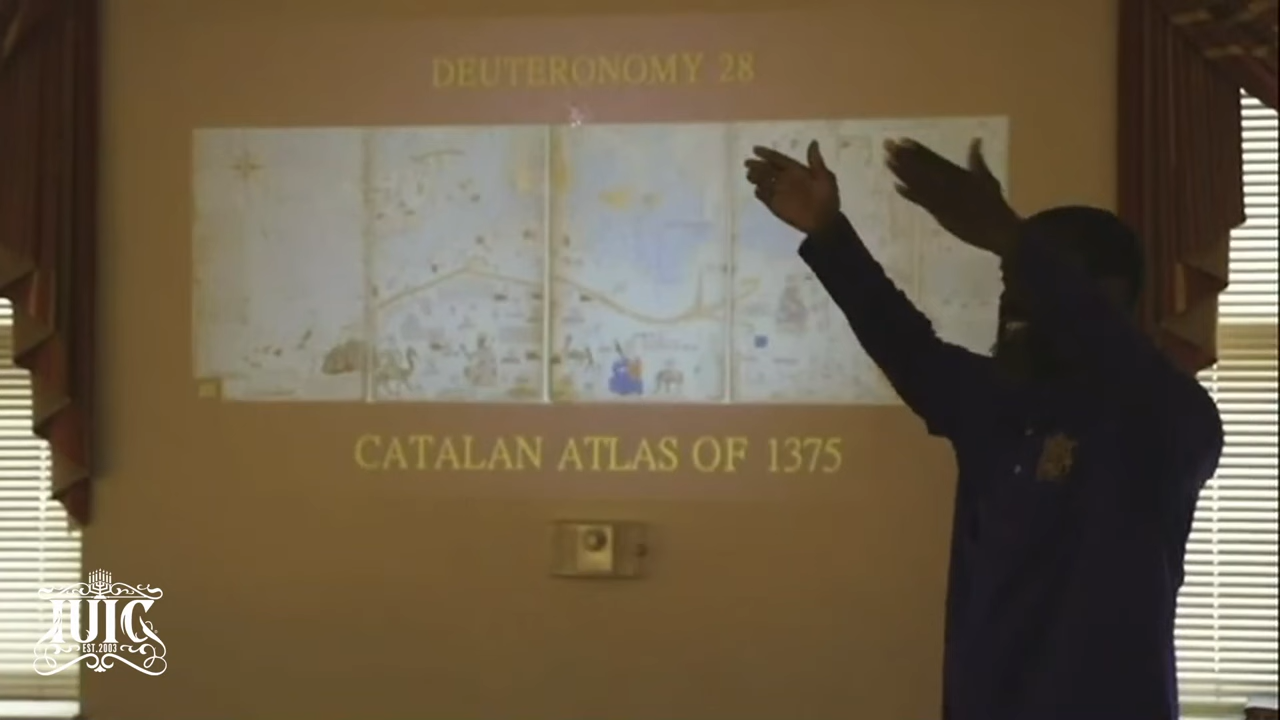 DEUTERONOMY 28
CATALAN ATLAS OF 1375
IUIC
EST. 2003